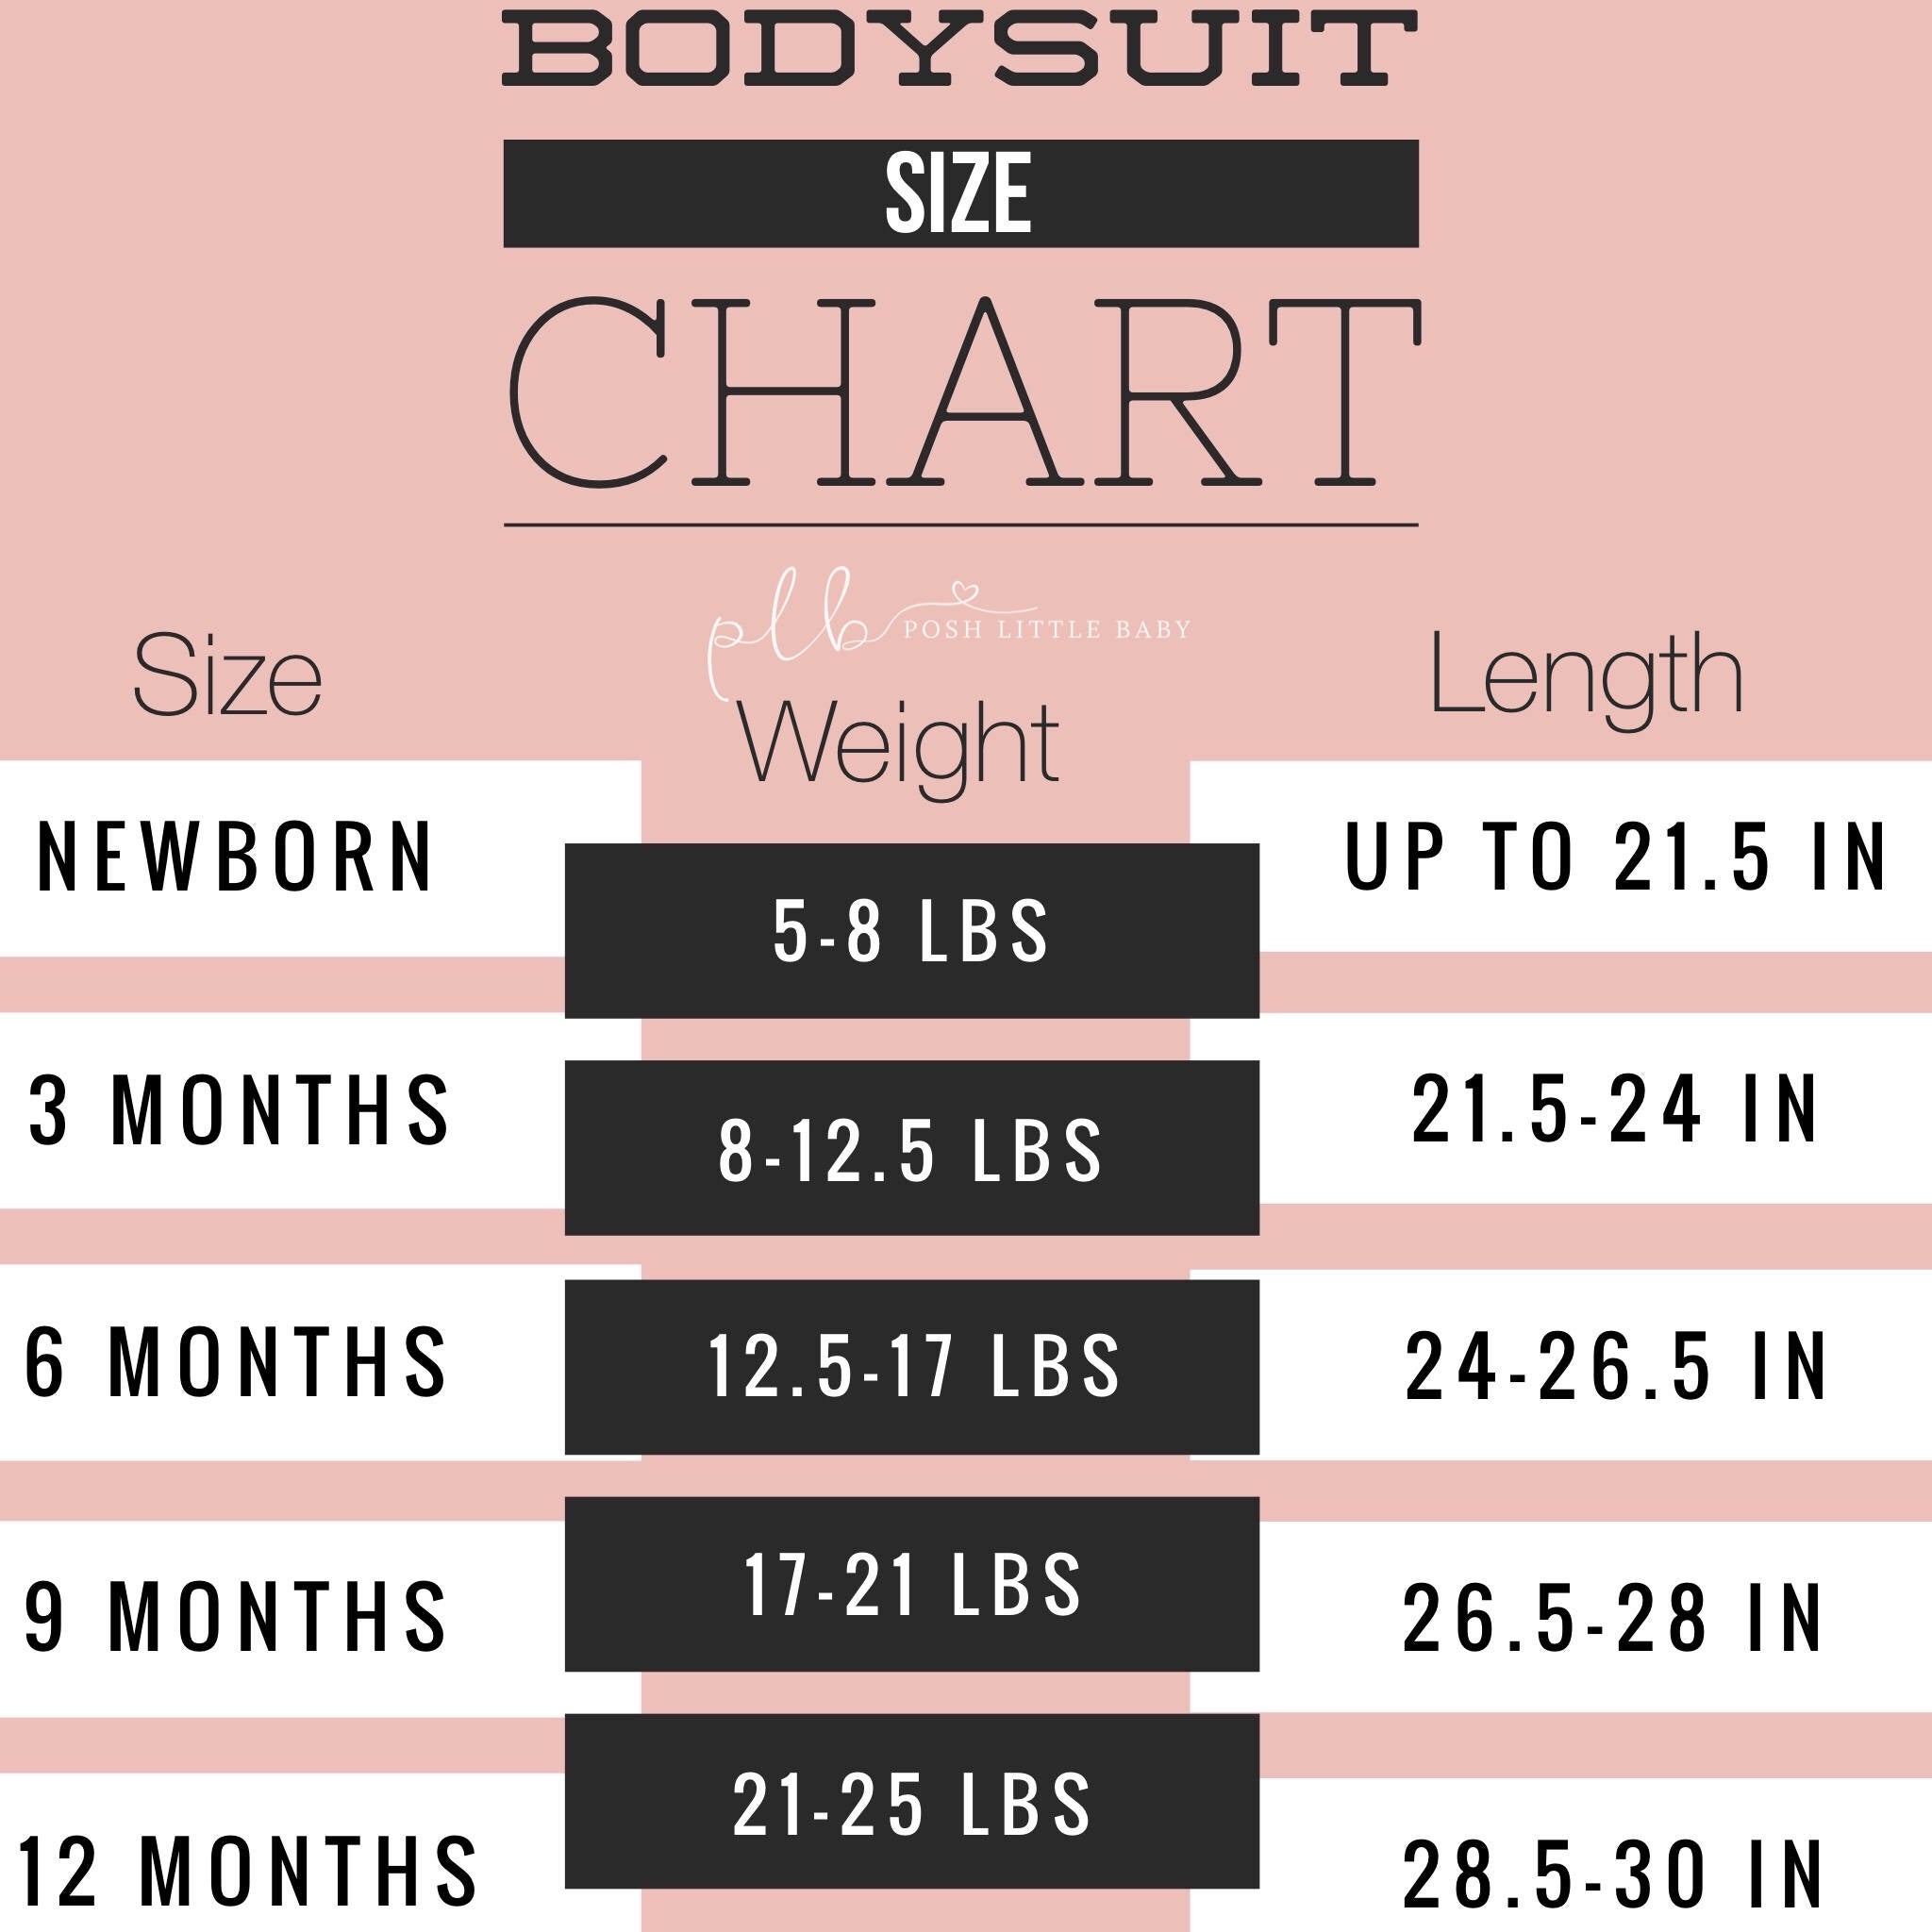 BODYSUIT
SIZE
CHART
plb POSH LITTLE BABY
Size Weight Length
NEWBORN 5-8 LBS UP TO 21.5 IN
3 MONTHS 8-12.5 LBS 21.5-24 IN
6 MONTHS 12.5-17 LBS 24-26.5 IN
9 MONTHS 17-21 LBS 26.5-28 IN
12 MONTHS 21-25 LBS 28.5-30 IN